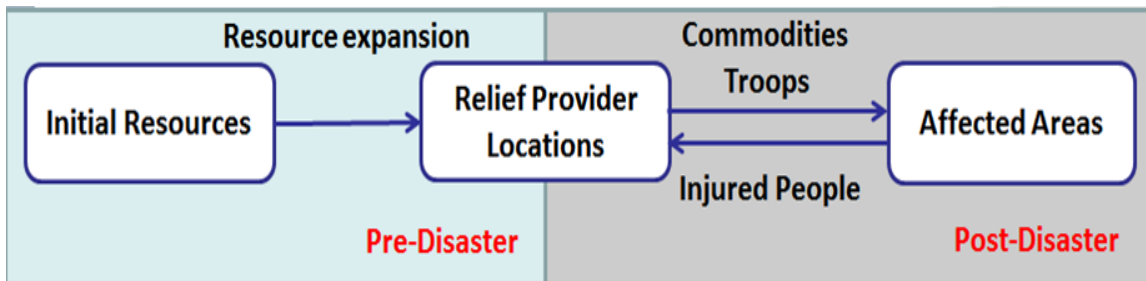 Resource expansion
Commodities
Troops
Initial Resources
Relief Provider
Locations
Affected Areas
Injured People
Pre-Disaster
Post-Disaster